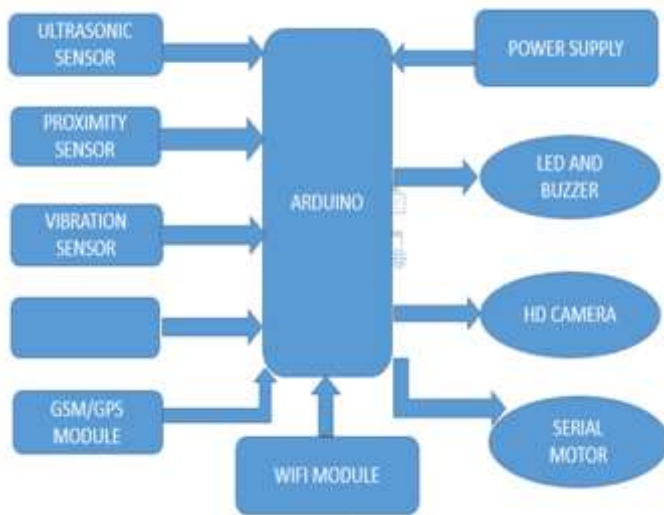 ULTRASONIC
SENSOR
POWER SUPPLY
PROXIMITY
SENSOR
LED AND
BUZZER
ARDUINO
VIBRATION
SENSOR
HD CAMERA
GSM/GPS
MODULE
SERIAL
MOTOR
WIFI MODULE